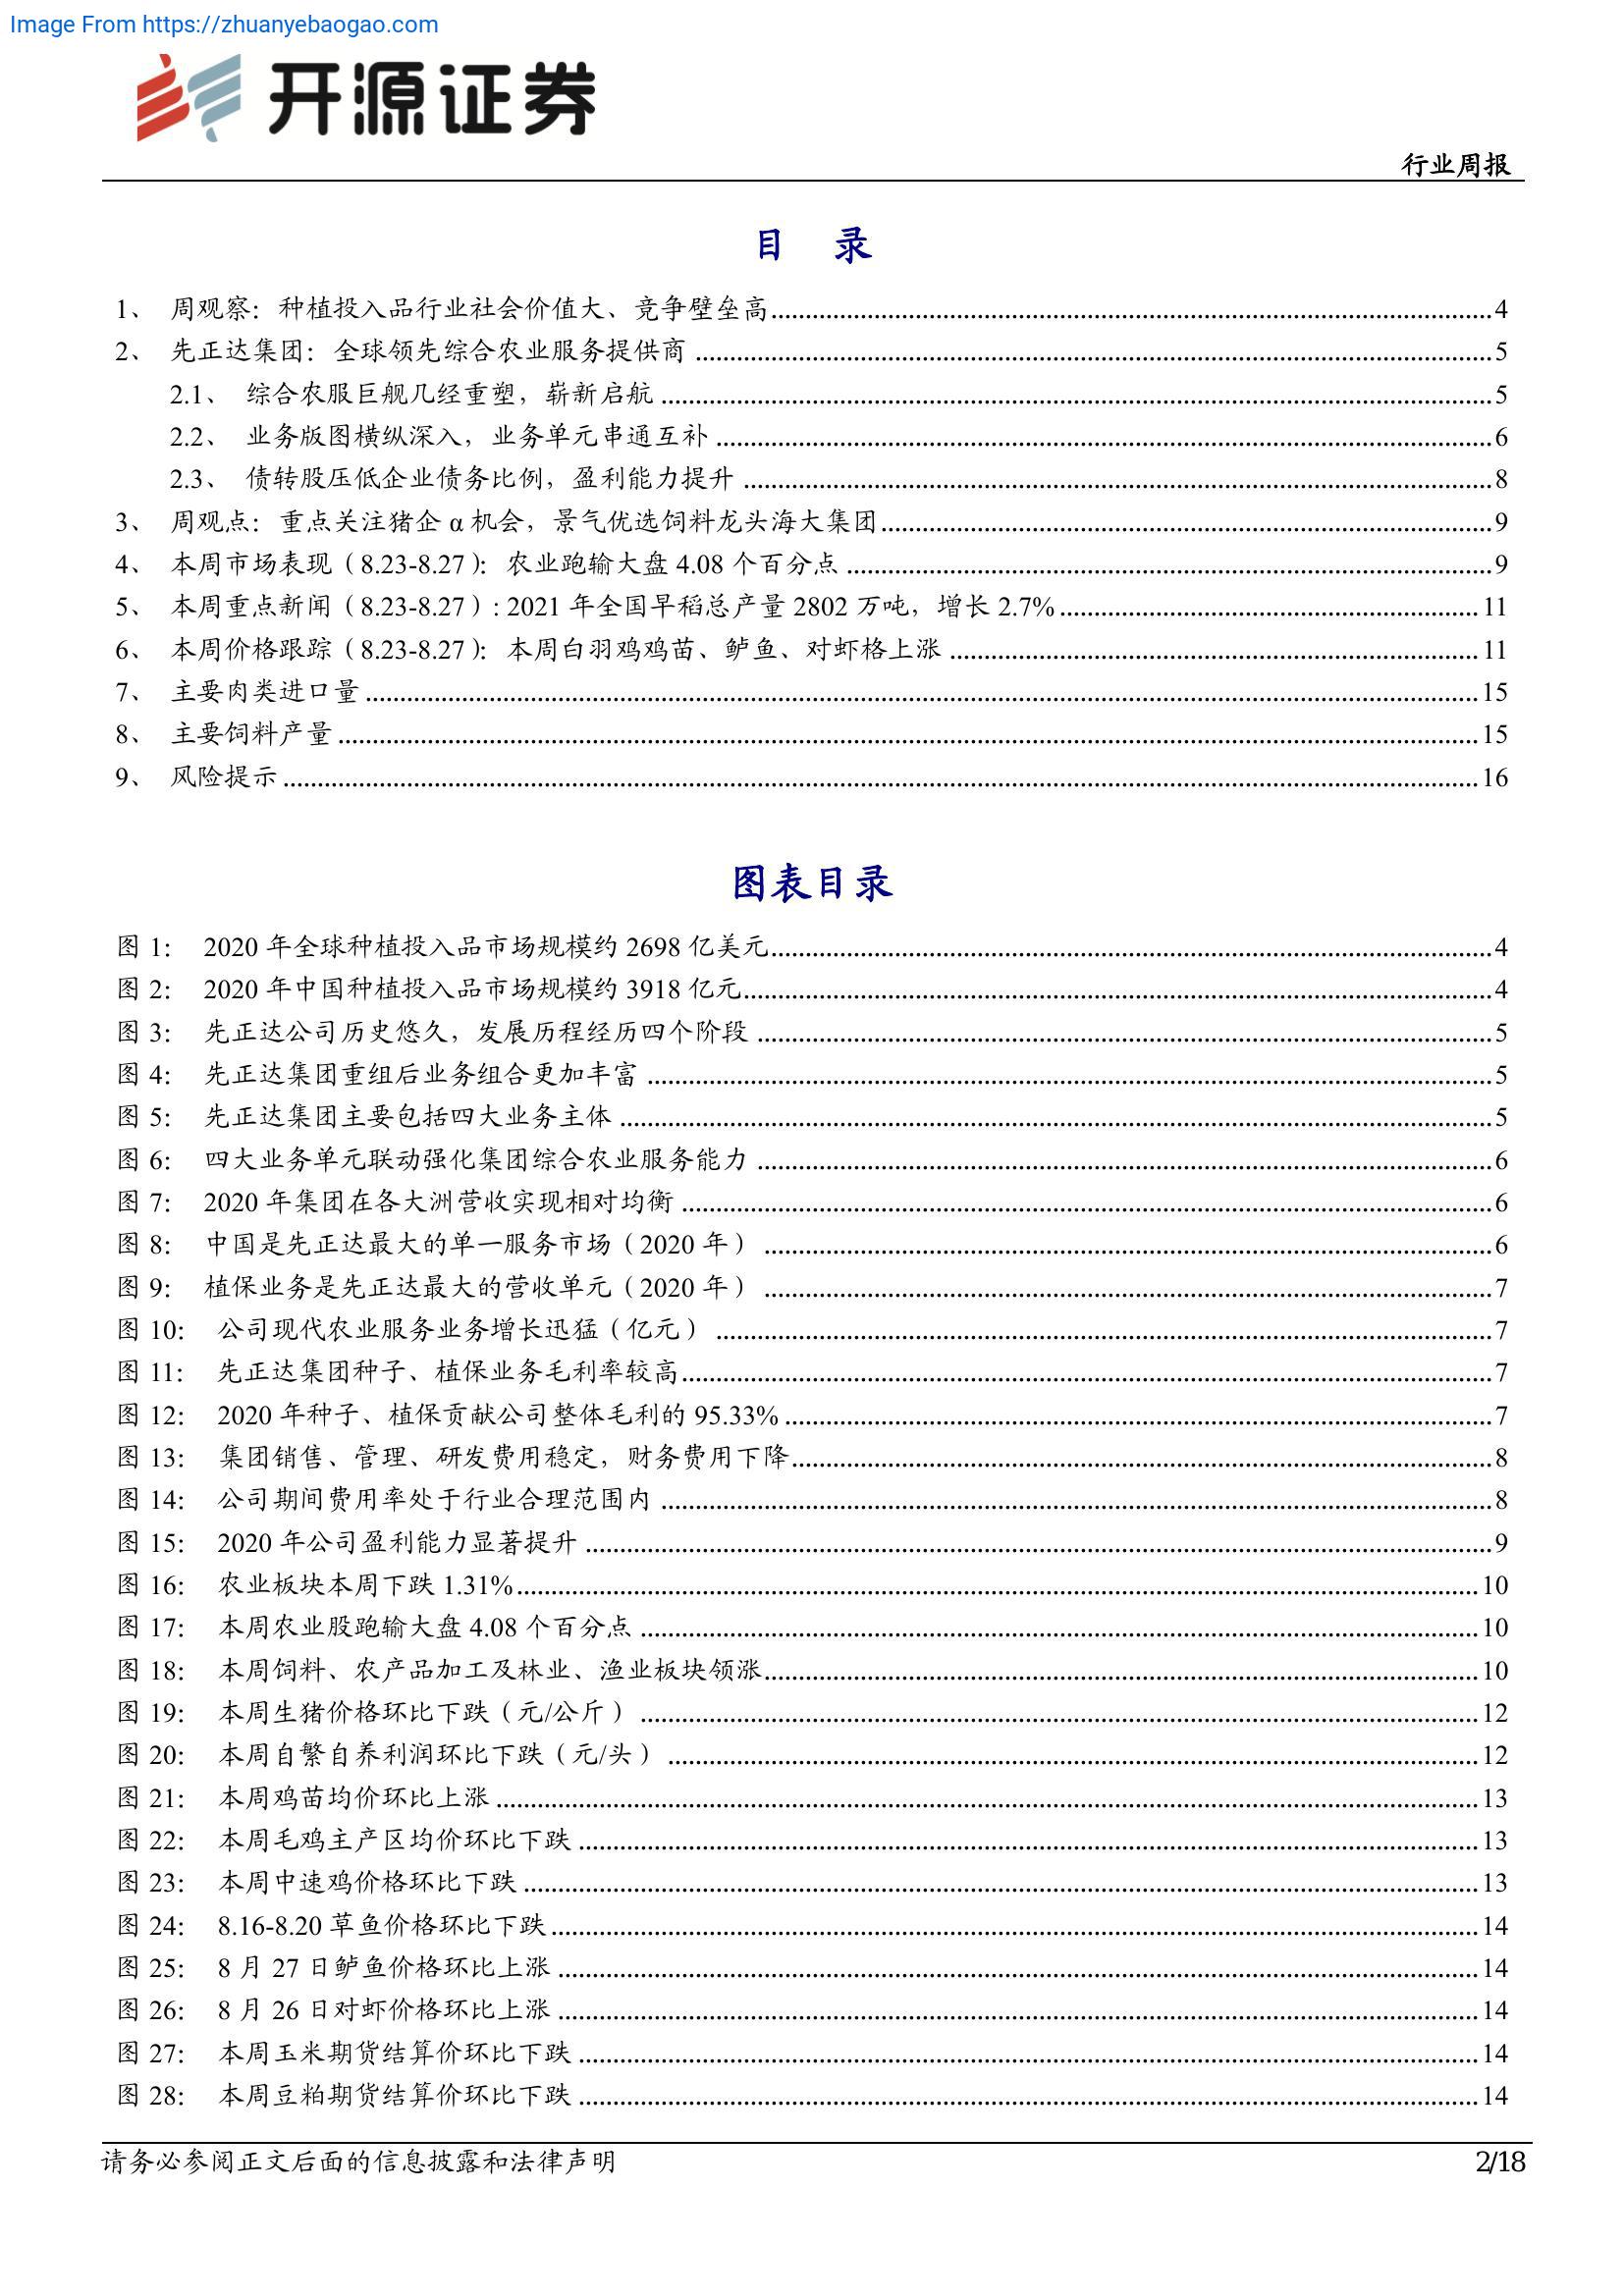 Image From https://zhuanyebaogao.com
开源证券
行业周报
目 录
1、 周观察：种植投入品行业社会价值大、竞争壁垒高........4
2、 先正达集团：全球领先综合农业服务提供商........5
2.1、 综合农服巨舰几经重塑，崭新启航........5
2.2、 业务版图横纵深入，业务单元串通互补........6
2.3、 债转股压低企业债务比例，盈利能力提升........8
3、 周观点：重点关注猪企 α 机会，景气优选饲料龙头海大集团........9
4、 本周市场表现（8.23-8.27）：农业跑输大盘 4.08 个百分点........9
5、 本周重点新闻（8.23-8.27）: 2021 年全国早稻总产量 2802 万吨，增长 2.7%........11
6、 本周价格跟踪（8.23-8.27）：本周白羽鸡鸡苗、鲈鱼、对虾格上涨........11
7、 主要肉类进口量........15
8、 主要饲料产量........15
9、 风险提示........16
图表目录
图 1： 2020 年全球种植投入品市场规模约 2698 亿美元........4
图 2： 2020 年中国种植投入品市场规模约 3918 亿元........4
图 3： 先正达公司历史悠久，发展历程经历四个阶段........5
图 4： 先正达集团重组后业务组合更加丰富........5
图 5： 先正达集团主要包括四大业务主体........5
图 6： 四大业务单元联动强化集团综合农业服务能力........6
图 7： 2020 年集团在各大洲营收实现相对均衡........6
图 8： 中国是先正达最大的单一服务市场（2020 年）........6
图 9： 植保业务是先正达最大的营收单元（2020 年）........7
图 10： 公司现代农业服务业务增长迅猛（亿元）........7
图 11： 先正达集团种子、植保业务毛利率较高........7
图 12： 2020 年种子、植保贡献公司整体毛利的 95.33%........7
图 13： 集团销售、管理、研发费用稳定，财务费用下降........8
图 14： 公司期间费用率处于行业合理范围内........8
图 15： 2020 年公司盈利能力显著提升........9
图 16： 农业板块本周下跌 1.31%........10
图 17： 本周农业股跑输大盘 4.08 个百分点........10
图 18： 本周饲料、农产品加工及林业、渔业板块领涨........10
图 19： 本周生猪价格环比下跌（元/公斤）........12
图 20： 本周自繁自养利润环比下跌（元/头）........12
图 21： 本周鸡苗均价环比上涨........13
图 22： 本周毛鸡主产区均价环比下跌........13
图 23： 本周中速鸡价格环比下跌........13
图 24： 8.16-8.20 草鱼价格环比下跌........14
图 25： 8 月 27 日鲈鱼价格环比上涨........14
图 26： 8 月 26 日对虾价格环比上涨........14
图 27： 本周玉米期货结算价环比下跌........14
图 28： 本周豆粕期货结算价环比下跌........14
请务必参阅正文后面的信息披露和法律声明
2/18